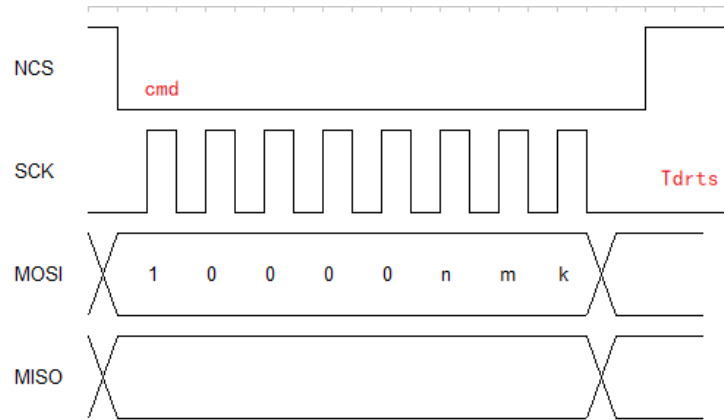 NCS
cmd
SCK
Tdrts
MOSI 1 0 0 0 0 n m k
MISO